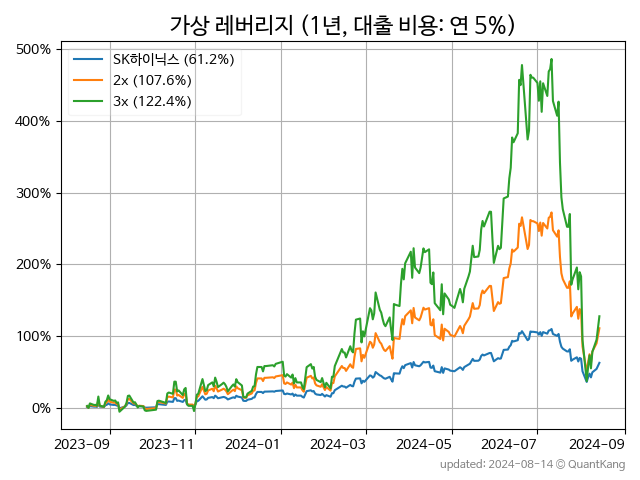 가상 레버리지 (1년, 대출 비용: 연 5%)
500%
400%
300%
200%
100%
0%
SK하이닉스 (61.2%)
2x (107.6%)
3x (122.4%)
2023-09 2023-11 2024-01 2024-03 2024-05 2024-07 2024-09
updated: 2024-08-14 @ QuantKang